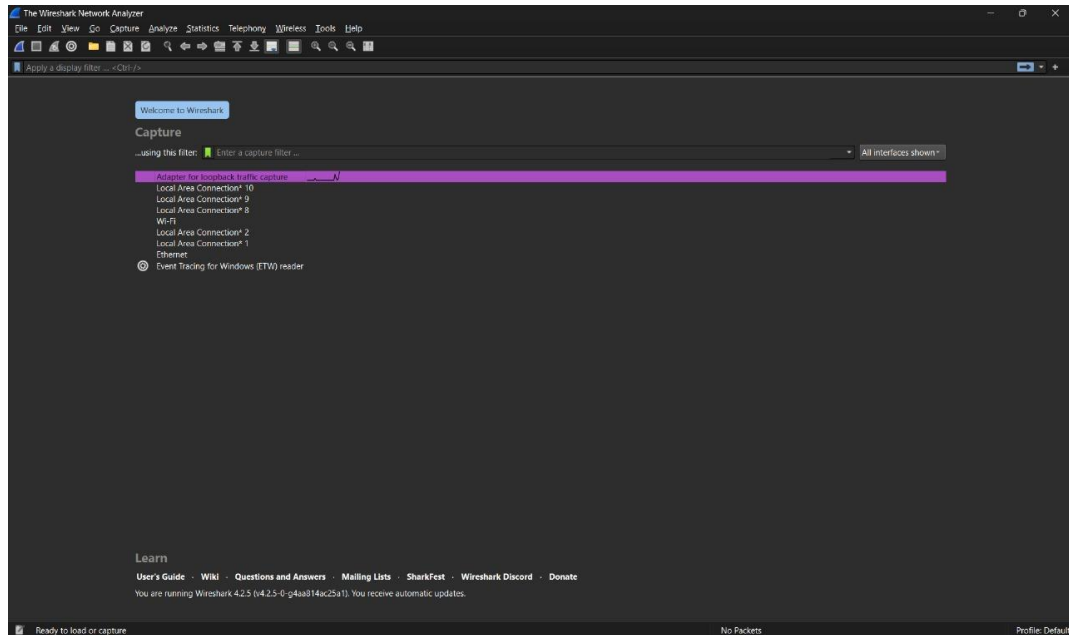 The Wireshark Network Analyzer
File Edit View Go Capture Analyze Statistics Telephony Wireless Tools Help
Apply a display filter ... <Ctrl-/>
Welcome to Wireshark
Capture
...using this filter: Enter a capture filter ... All interfaces shown
Adapter for loopback traffic capture
Local Area Connection* 10
Local Area Connection* 9
Local Area Connection* 8
Wi-Fi
Local Area Connection* 2
Local Area Connection* 1
Ethernet
Event Tracing for Windows (ETW) reader
Learn
User's Guide · Wiki · Questions and Answers · Mailing Lists · SharkFest · Wireshark Discord · Donate
You are running Wireshark 4.2.5 (v4.2.5-0-g4aa814ac25a1). You receive automatic updates.
Ready to load or capture No Packets Profile: Default